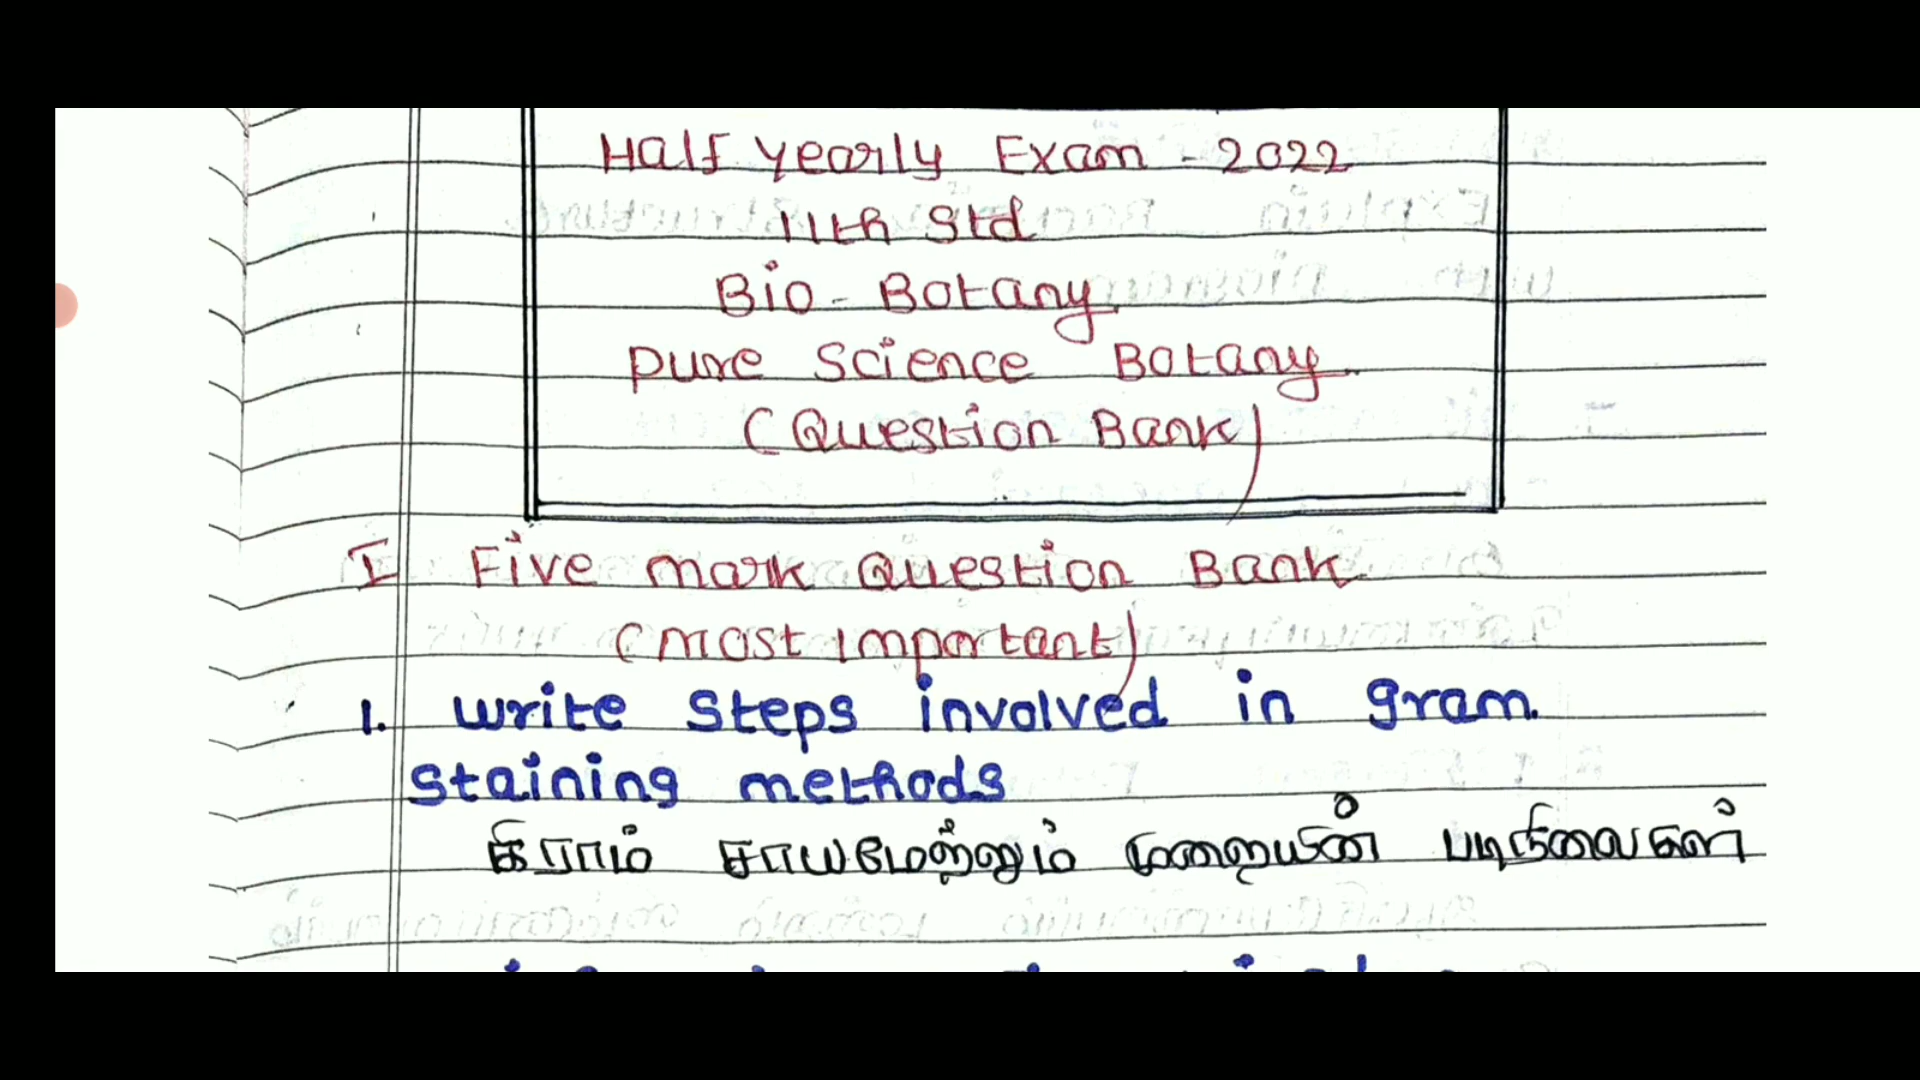 Half yearly Exam - 2022
11th Std
Bio - Botany
Pure Science Botany
(Question Bank)
I Five mark Question Bank
(most important)
1. write steps involved in gram
staining methods
கிராம் சாயமேற்றும் முறையின் படிநிலைகள்